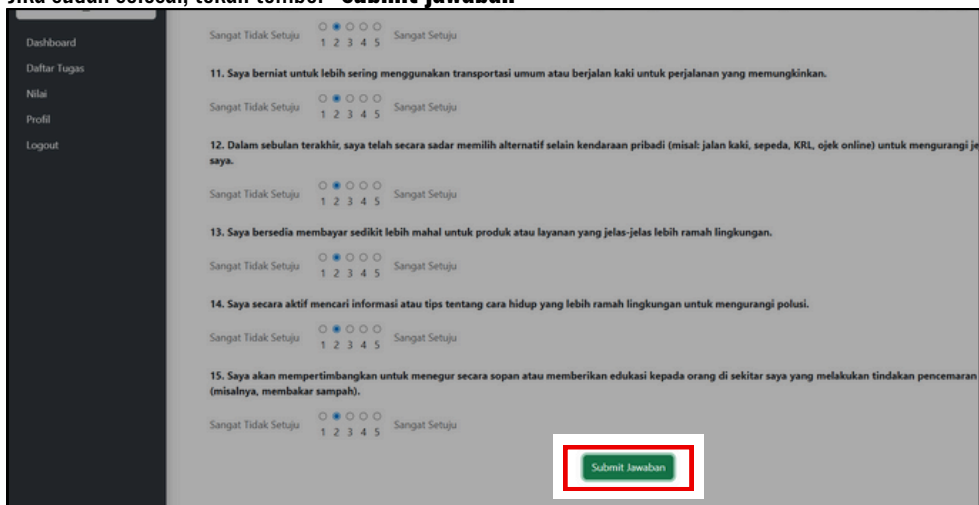 Jika sudah selesai, tekan tombol "Submit jawaban"
Dashboard
Daftar Tugas
Nilai
Profil
Logout
Sangat Tidak Setuju 1 2 3 4 5 Sangat Setuju
11. Saya berniat untuk lebih sering menggunakan transportasi umum atau berjalan kaki untuk perjalanan yang memungkinkan.
Sangat Tidak Setuju 1 2 3 4 5 Sangat Setuju
12. Dalam sebulan terakhir, saya telah secara sadar memilih alternatif selain kendaraan pribadi (misal: jalan kaki, sepeda, KRL, ojek online) untuk mengurangi je
saya.
Sangat Tidak Setuju 1 2 3 4 5 Sangat Setuju
13. Saya bersedia membayar sedikit lebih mahal untuk produk atau layanan yang jelas-jelas lebih ramah lingkungan.
Sangat Tidak Setuju 1 2 3 4 5 Sangat Setuju
14. Saya secara aktif mencari informasi atau tips tentang cara hidup yang lebih ramah lingkungan untuk mengurangi polusi.
Sangat Tidak Setuju 1 2 3 4 5 Sangat Setuju
15. Saya akan mempertimbangkan untuk menegur secara sopan atau memberikan edukasi kepada orang di sekitar saya yang melakukan tindakan pencemaran
(misalnya, membakar sampah).
Sangat Tidak Setuju 1 2 3 4 5 Sangat Setuju
Submit Jawaban